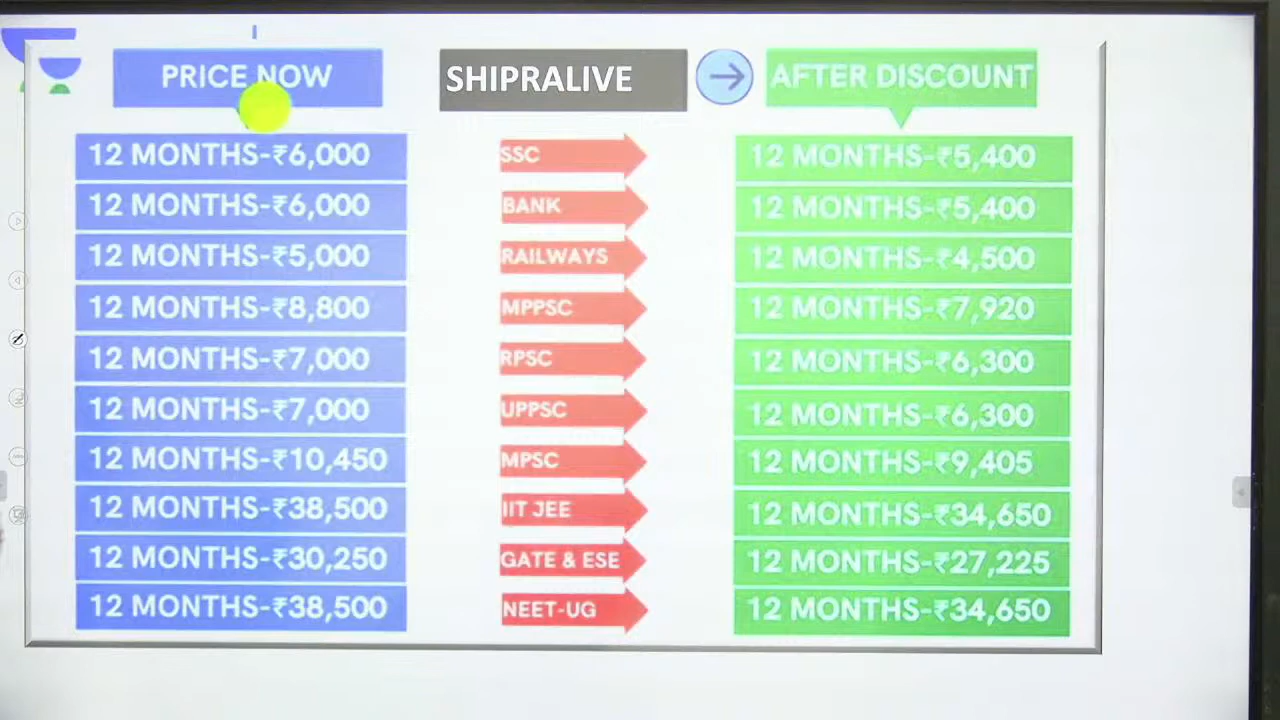 PRICE NOW SHIPRALIVE AFTER DISCOUNT
12 MONTHS-₹6,000 SSC 12 MONTHS-₹5,400
12 MONTHS-₹6,000 BANK 12 MONTHS-₹5,400
12 MONTHS-₹5,000 RAILWAYS 12 MONTHS-₹4,500
12 MONTHS-₹8,800 MPPSC 12 MONTHS-₹7,920
12 MONTHS-₹7,000 RPSC 12 MONTHS-₹6,300
12 MONTHS-₹7,000 UPPSC 12 MONTHS-₹6,300
12 MONTHS-₹10,450 MPSC 12 MONTHS-₹9,405
12 MONTHS-₹38,500 IIT JEE 12 MONTHS-₹34,650
12 MONTHS-₹30,250 GATE & ESE 12 MONTHS-₹27,225
12 MONTHS-₹38,500 NEET-UG 12 MONTHS-₹34,650